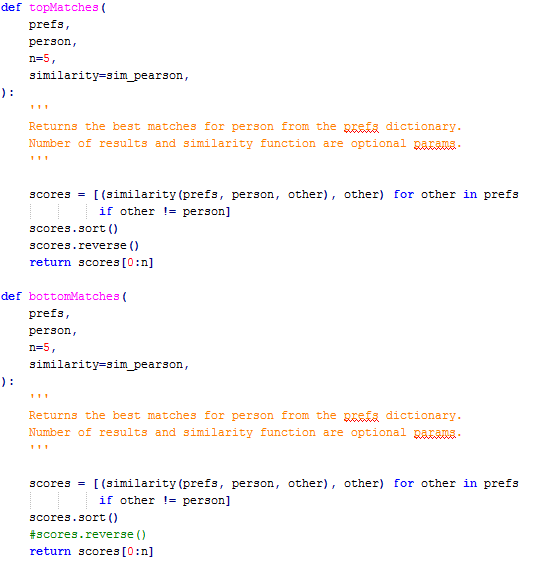 def topMatches(
    prefs,
    person,
    n=5,
    similarity=sim_pearson,
):
    '''
    Returns the best matches for person from the prefs dictionary.
    Number of results and similarity function are optional params.
    '''

    scores = [(similarity(prefs, person, other), other) for other in prefs
              if other != person]
    scores.sort()
    scores.reverse()
    return scores[0:n]

def bottomMatches(
    prefs,
    person,
    n=5,
    similarity=sim_pearson,
):
    '''
    Returns the best matches for person from the prefs dictionary.
    Number of results and similarity function are optional params.
    '''

    scores = [(similarity(prefs, person, other), other) for other in prefs
              if other != person]
    scores.sort()
    #scores.reverse()
    return scores[0:n]